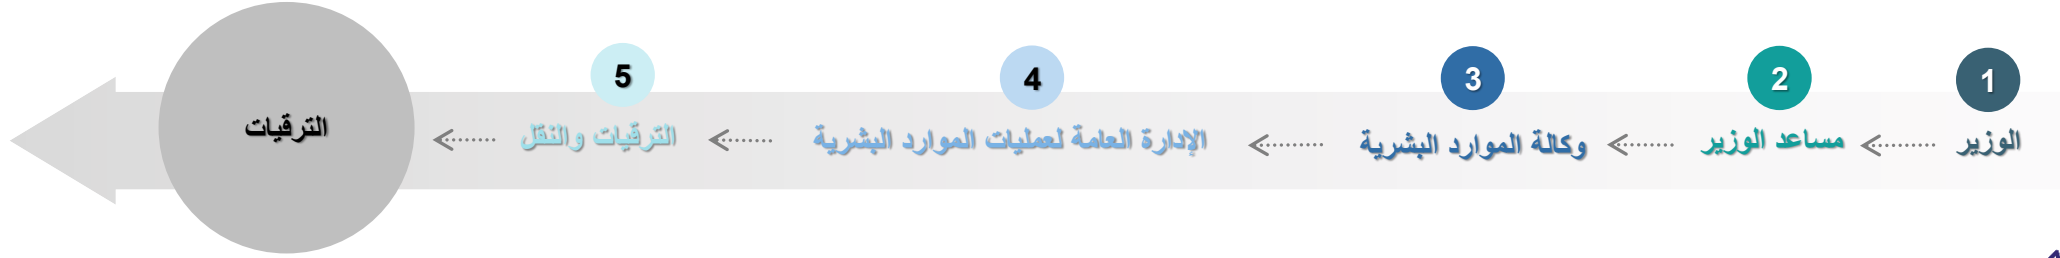 1
الوزير
2
مساعد الوزير
3
وكالة الموارد البشرية
4
الإدارة العامة لعمليات الموارد البشرية
5
الترقيات والنقل
الترقيات